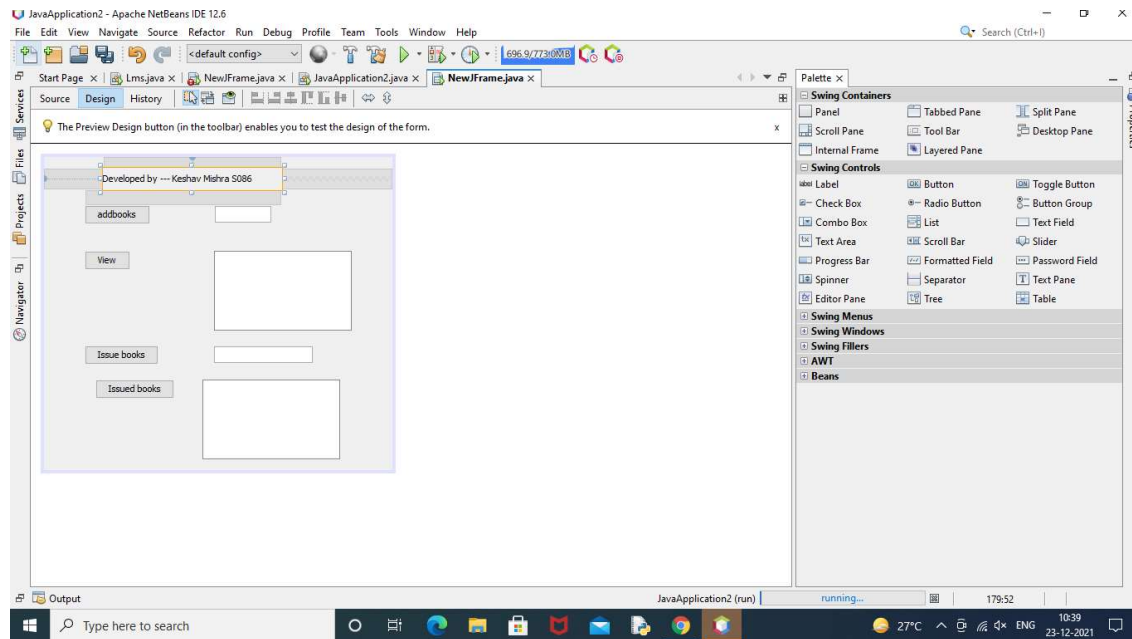 JavaApplication2 - Apache NetBeans IDE 12.6
File Edit View Navigate Source Refactor Run Debug Profile Team Tools Window Help
Search (Ctrl+I)
<default config>
696.9/773.0MB
Start Page
Lms.java
NewJFrame.java
JavaApplication2.java
NewJFrame.java
Source Design History
The Preview Design button (in the toolbar) enables you to test the design of the form.
x
Services
Files
Projects
Navigator
Developed by --- Keshav Mishra S086
addbooks
View
Issue books
Issued books
Palette
Swing Containers
Panel Tabbed Pane Split Pane
Scroll Pane Tool Bar Desktop Pane
Internal Frame Layered Pane
Swing Controls
label Label OK Button ON Toggle Button
Check Box Radio Button Button Group
Combo Box List Text Field
Text Area Scroll Bar Slider
Progress Bar Formatted Field Password Field
Spinner Separator Text Pane
Editor Pane Tree Table
Swing Menus
Swing Windows
Swing Fillers
AWT
Beans
Output
JavaApplication2 (run) running... 179:52
Type here to search
27°C ENG 10:39
23-12-2021